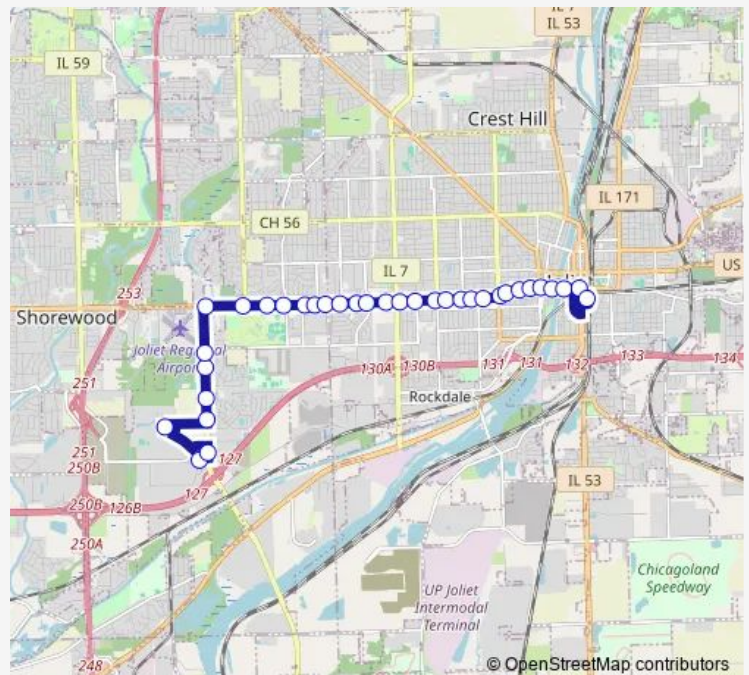 IL 7
IL 53
IL 59
Crest Hill
IL 171
CH 56
IL 7
US
253
Shorewood
Joliet Regional
Airport
130A
130B
131
131
132
133
134
251
Rockdale
251
250B
127
127
IL 53
250B
126B
250A
Chicagoland
Speedway
UP Joliet
Intermodal
Terminal
248
© OpenStreetMap contributors